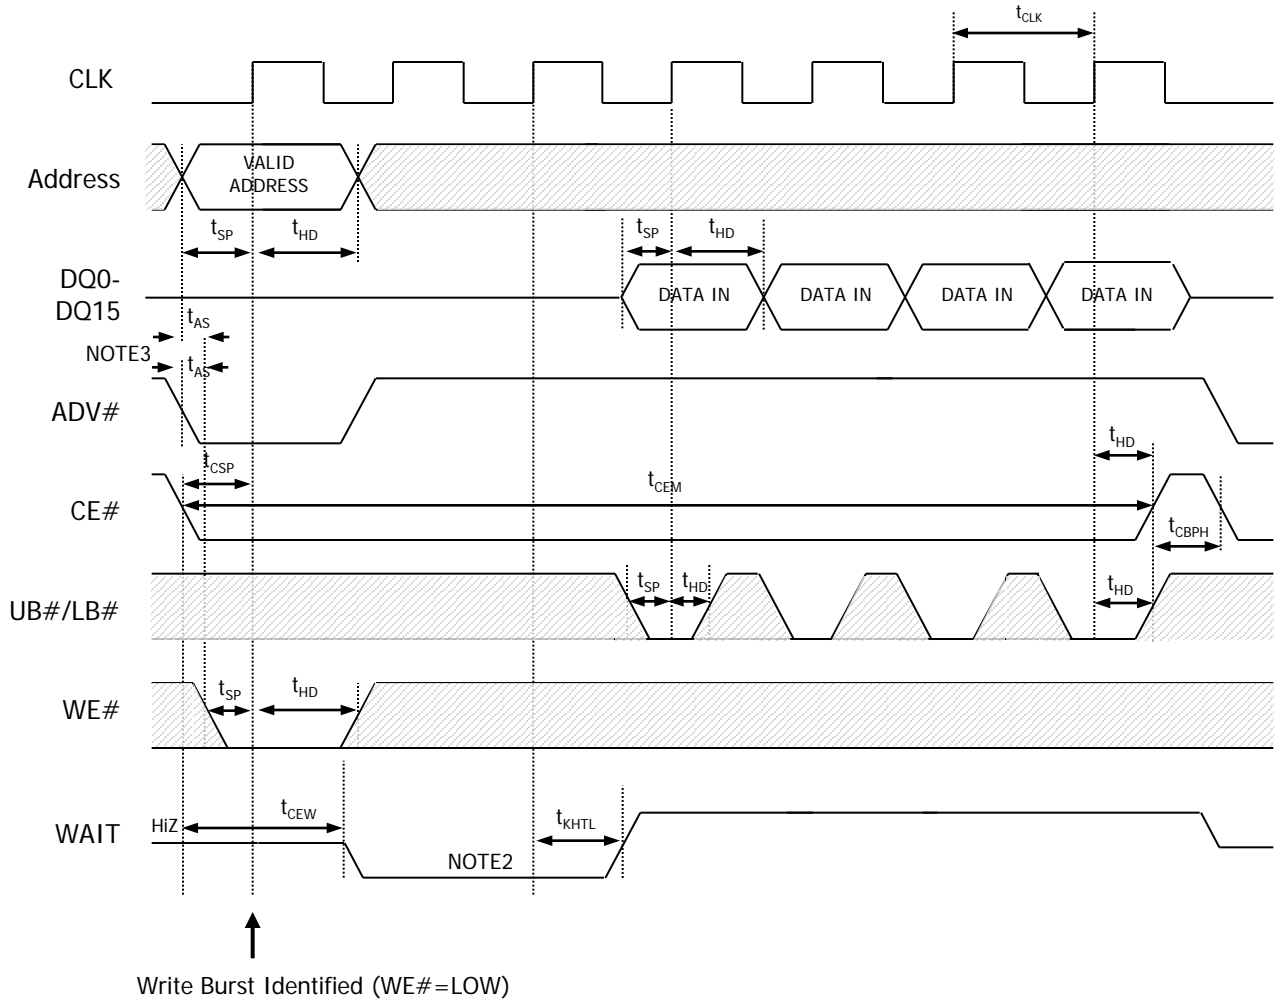 tCLK
CLK
Address
VALID
ADDRESS
tSP
tHD
tSP
tHD
DQ0-
DQ15
DATA IN
DATA IN
DATA IN
DATA IN
tAS
NOTE3
tAS
ADV#
tHD
tCSP
tCEM
CE#
tCBPH
UB#/LB#
tSP
tHD
tHD
WE#
tSP
tHD
WAIT
HiZ
tCEW
tKHTL
NOTE2
Write Burst Identified (WE#=LOW)